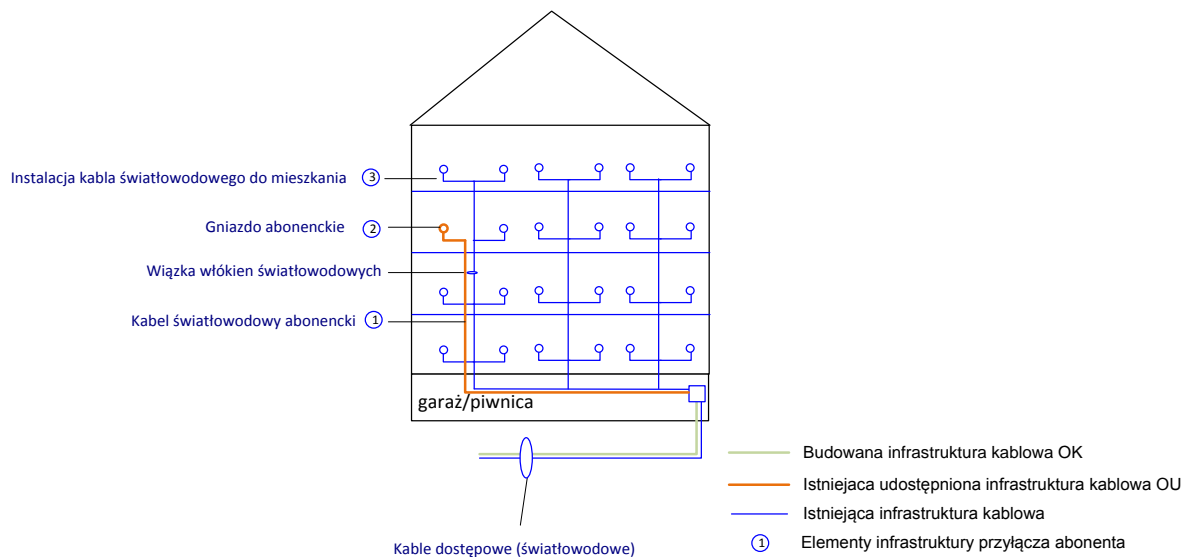 Instalacja kabla światłowodowego do mieszkania 3
Gniazdo abonenckie 2
Wiązka włókien światłowodowych
Kabel światłowodowy abonencki 1
garaż/piwnica
Kable dostępowe (światłowodowe)
Budowana infrastruktura kablowa OK
Istniejaca udostępniona infrastruktura kablowa OU
Istniejąca infrastruktura kablowa
1 Elementy infrastruktury przyłącza abonenta